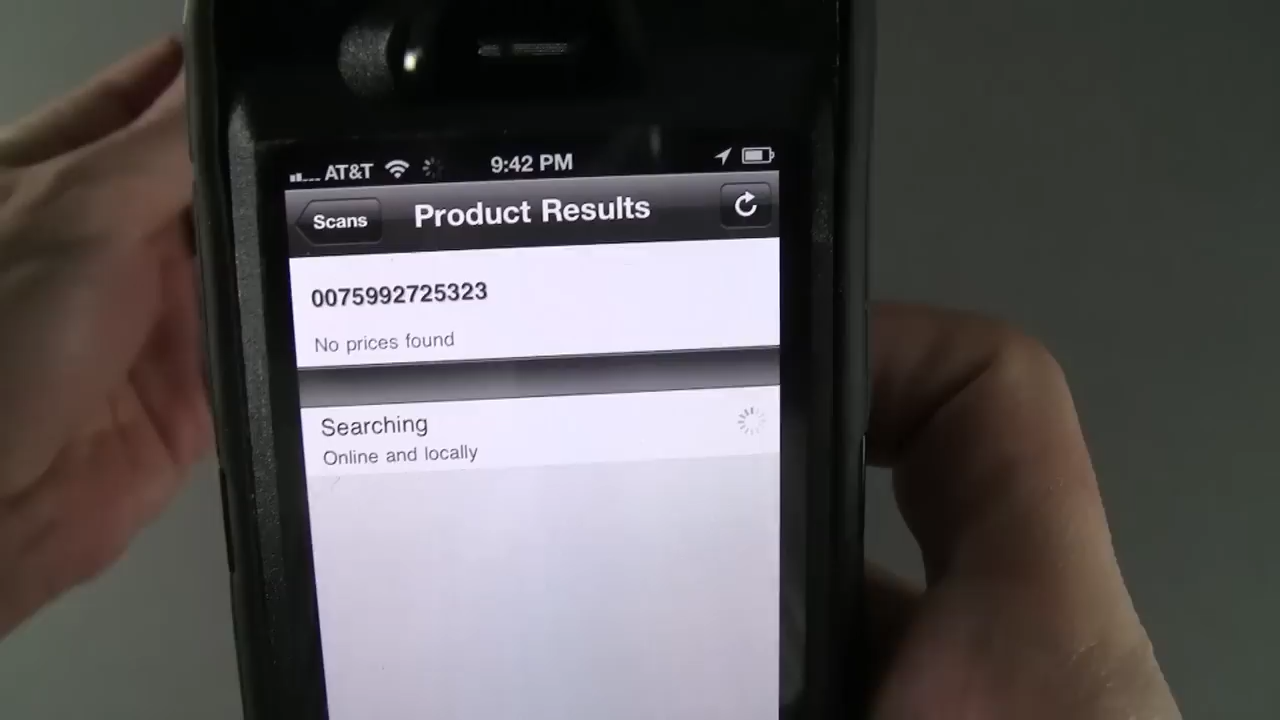 AT&T 9:42 PM
Scans Product Results
0075992725323
No prices found
Searching
Online and locally